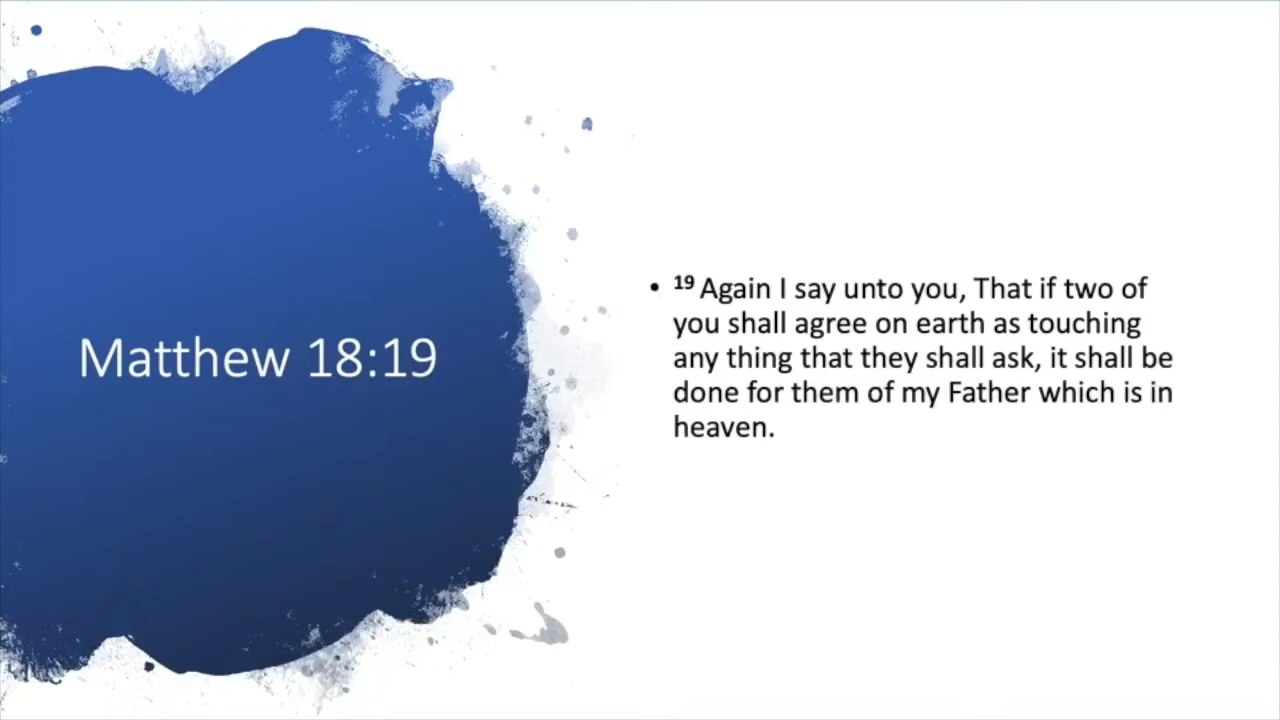 Matthew 18:19
• 19 Again I say unto you, That if two of
you shall agree on earth as touching
any thing that they shall ask, it shall be
done for them of my Father which is in
heaven.